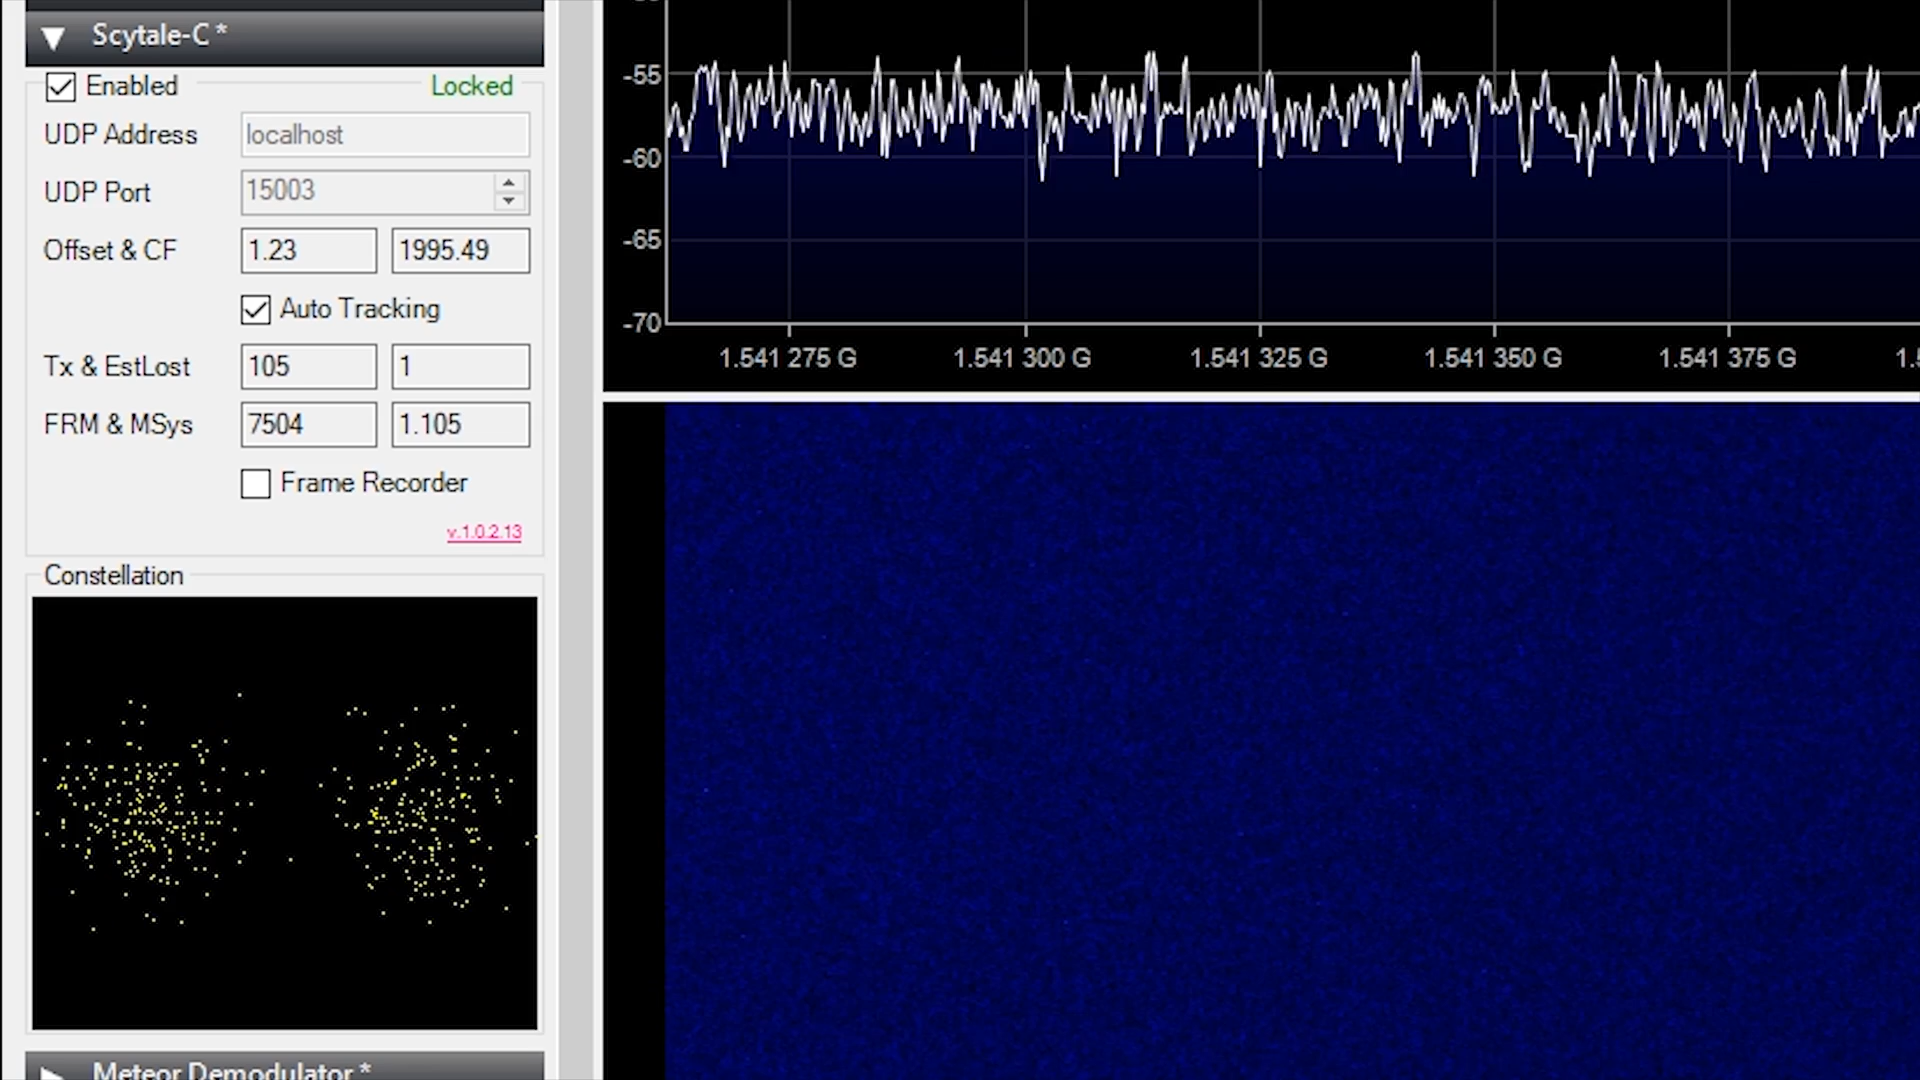 Scytale-C *
Enabled Locked
UDP Address localhost
UDP Port 15003
Offset & CF 1.23 1995.49
Auto Tracking
Tx & EstLost 105 1
FRM & MSys 7504 1.105
Frame Recorder
v.1.0.2.13
Constellation
Meteor Demodulator *
-55
-60
-65
-70
1.541 275 G 1.541 300 G 1.541 325 G 1.541 350 G 1.541 375 G